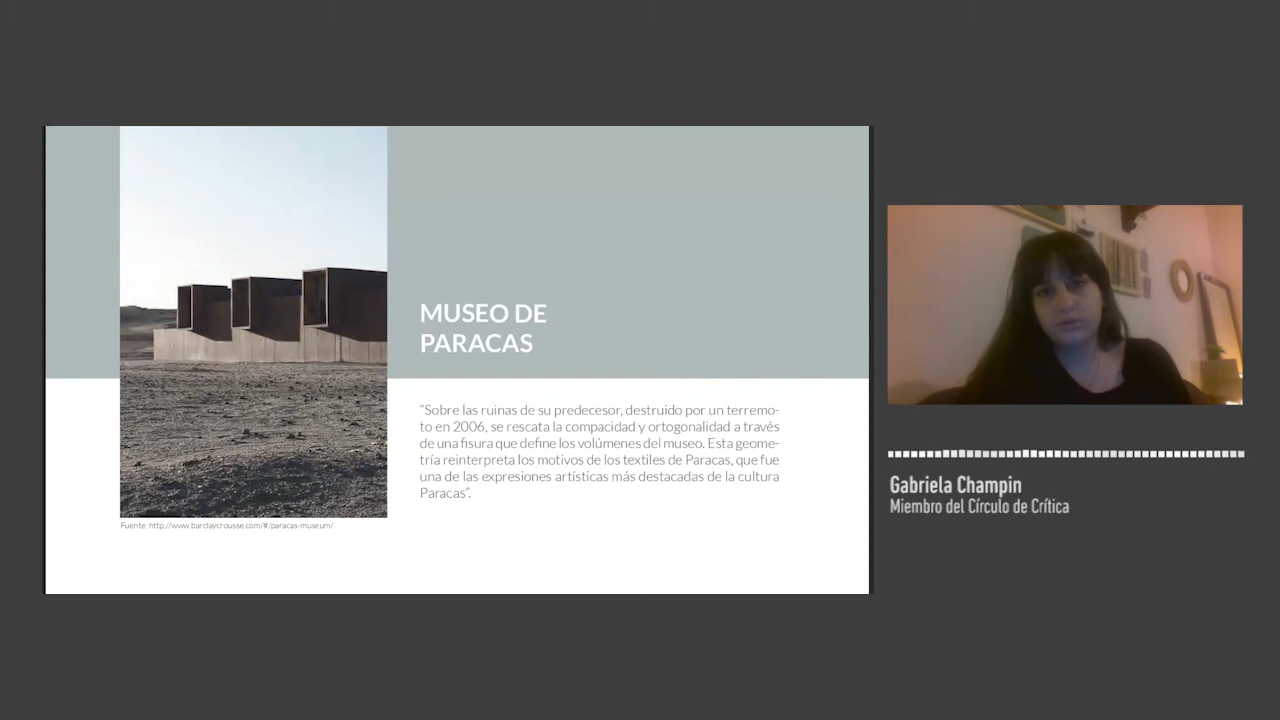 MUSEO DE
PARACAS
“Sobre las ruinas de su predecesor, destruido por un terremo-
to en 2006, se rescata la compacidad y ortogonalidad a través
de una fisura que define los volúmenes del museo. Esta geome-
tría reinterpreta los motivos de los textiles de Paracas, que fue
una de las expresiones artísticas más destacadas de la cultura
Paracas”.
Fuente: http://www.barclaycrousse.com/#/paracas-museum/
Gabriela Champin
Miembro del Círculo de Crítica